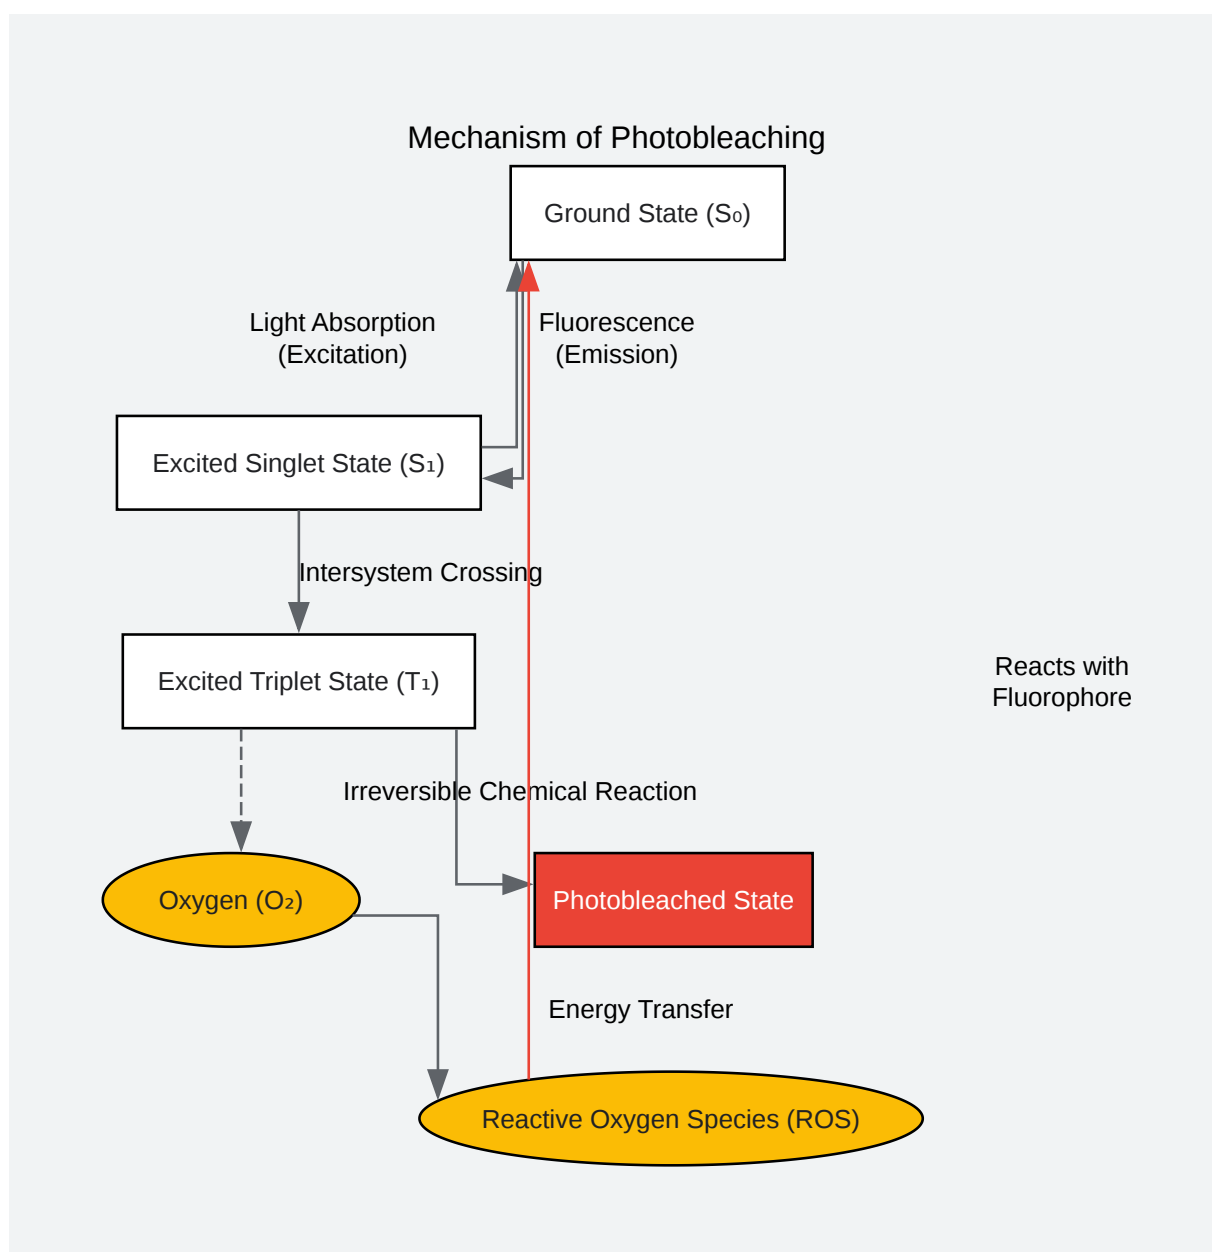 Mechanism of Photobleaching
Ground State (S₀)
Light Absorption
(Excitation)
Fluorescence
(Emission)
Excited Singlet State (S₁)
Intersystem Crossing
Excited Triplet State (T₁)
Reacts with
Fluorophore
Irreversible Chemical Reaction
Oxygen (O₂)
Photobleached State
Energy Transfer
Reactive Oxygen Species (ROS)